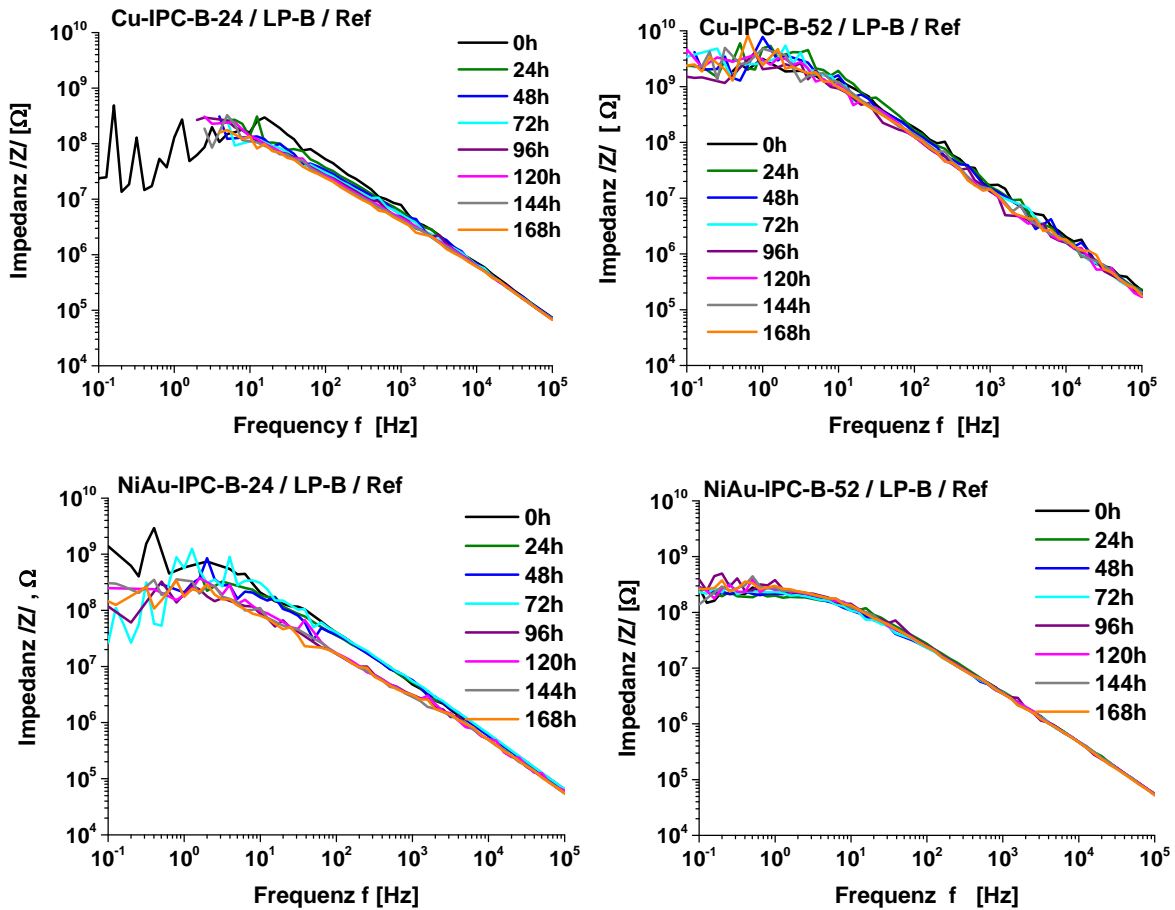 Cu-IPC-B-24 / LP-B / Ref
10^10
10^9
10^8
10^7
10^6
10^5
10^4
Impedanz /Z/ [Ω]
0h
24h
48h
72h
96h
120h
144h
168h
10^-1 10^0 10^1 10^2 10^3 10^4 10^5
Frequency f [Hz]
Cu-IPC-B-52 / LP-B / Ref
10^10
10^9
10^8
10^7
10^6
10^5
10^4
Impedanz /Z/ [Ω]
0h
24h
48h
72h
96h
120h
144h
168h
10^-1 10^0 10^1 10^2 10^3 10^4 10^5
Frequenz f [Hz]
NiAu-IPC-B-24 / LP-B / Ref
10^10
10^9
10^8
10^7
10^6
10^5
10^4
Impedanz /Z/ , Ω
0h
24h
48h
72h
96h
120h
144h
168h
10^-1 10^0 10^1 10^2 10^3 10^4 10^5
Frequenz f [Hz]
NiAu-IPC-B-52 / LP-B / Ref
10^10
10^9
10^8
10^7
10^6
10^5
10^4
Impedanz /Z/ [Ω]
0h
24h
48h
72h
96h
120h
144h
168h
10^-1 10^0 10^1 10^2 10^3 10^4 10^5
Frequenz f [Hz]